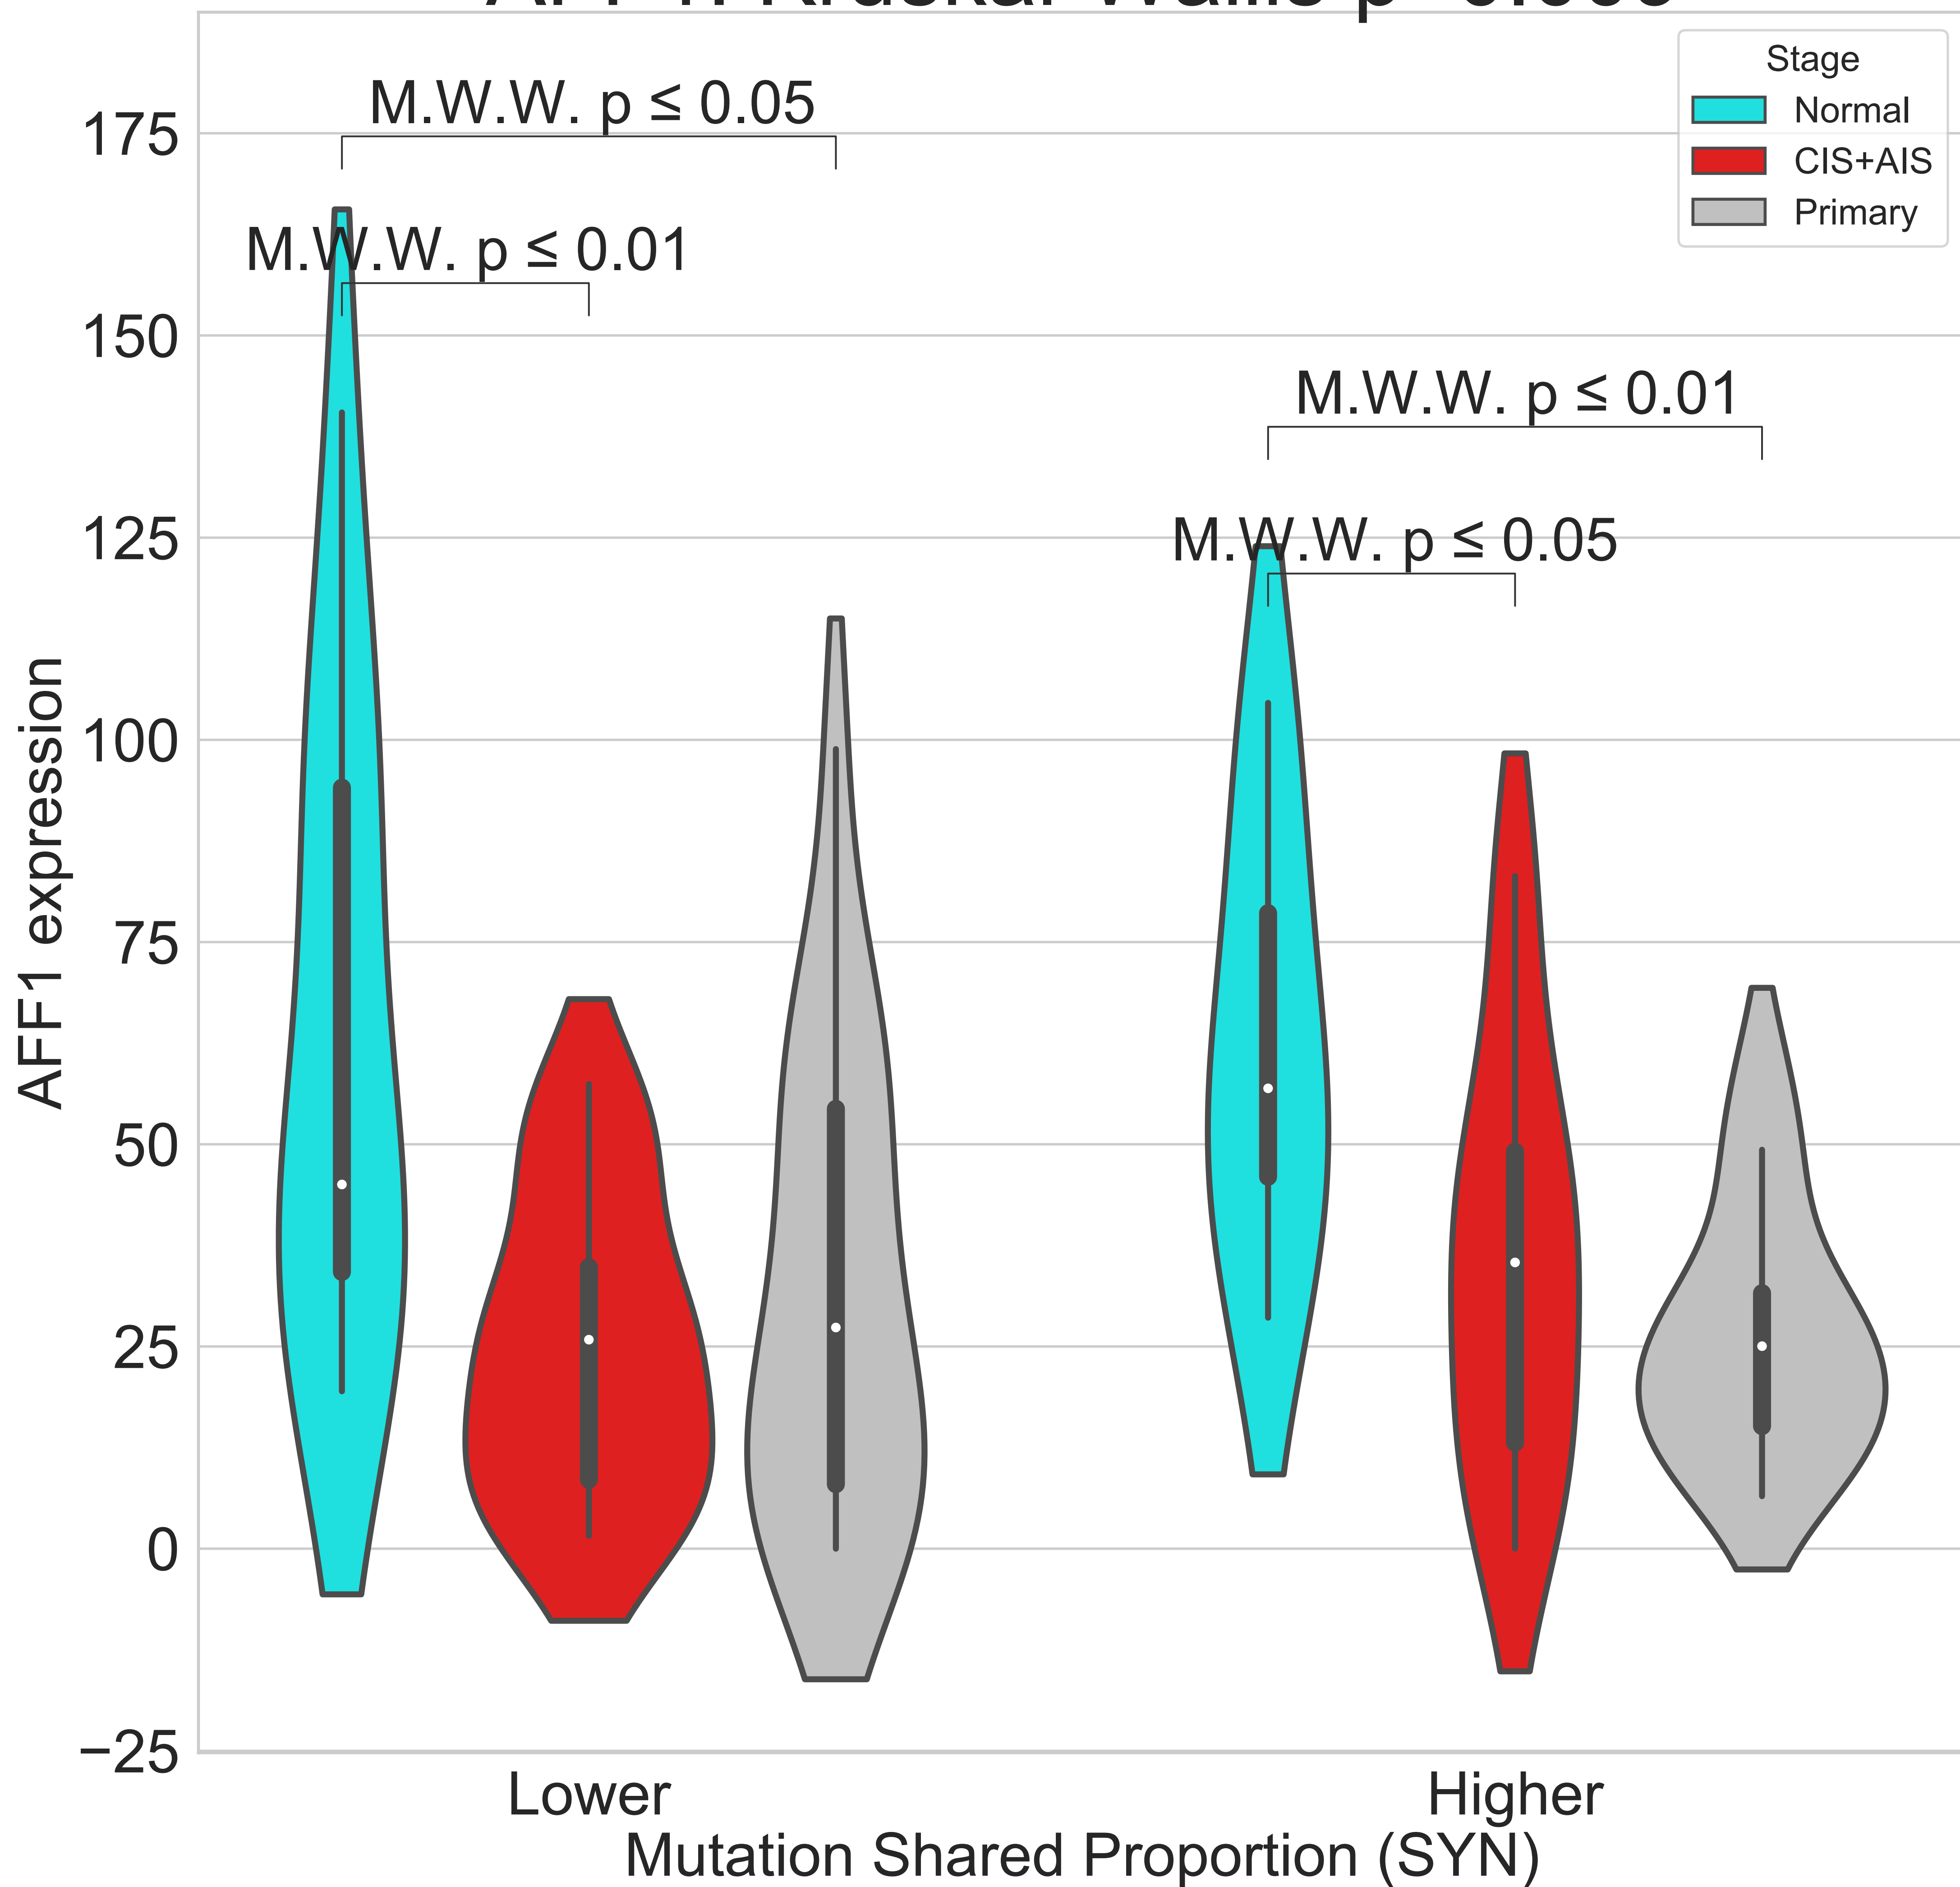 Stage
Normal
CIS+AIS
Primary
M.W.W. p ≤ 0.05
M.W.W. p ≤ 0.01
M.W.W. p ≤ 0.01
M.W.W. p ≤ 0.05
175
150
125
100
75
50
25
0
−25
AFF1 expression
Lower
Higher
Mutation Shared Proportion (SYN)